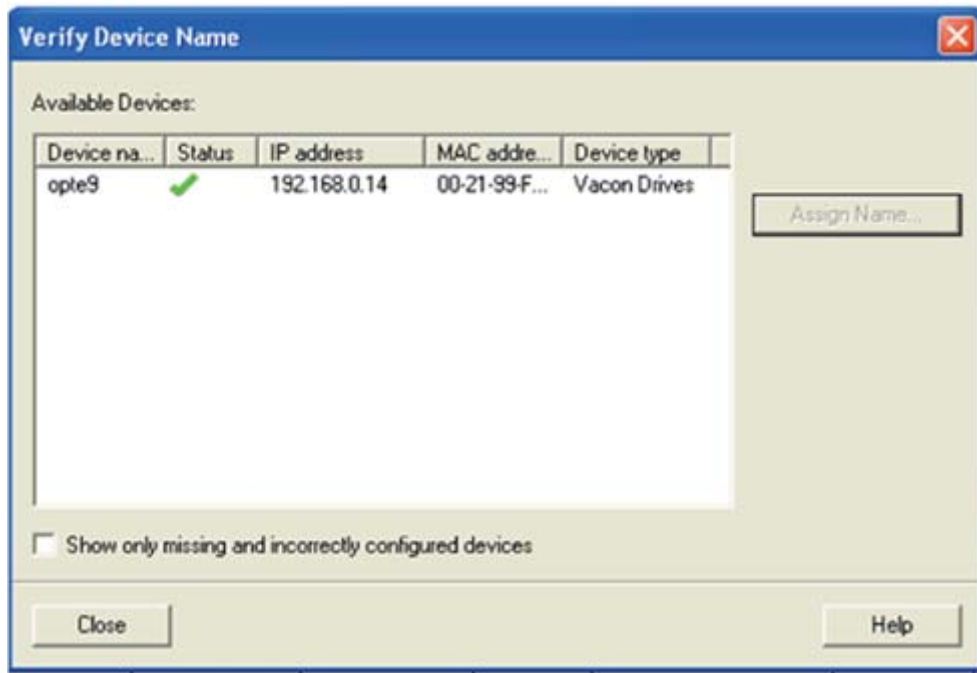 Verify Device Name
Available Devices:
Device na... Status IP address MAC addre... Device type
opte9 192.168.0.14 00-21-99-F... Vacon Drives
Assign Name...
Show only missing and incorrectly configured devices
Close Help